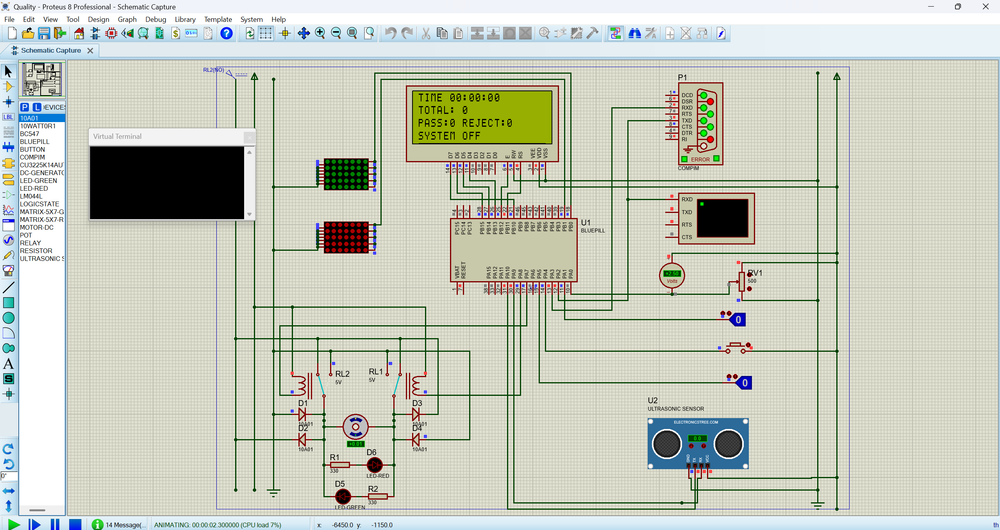 Quality - Proteus 8 Professional - Schematic Capture
File Edit View Tool Design Graph Debug Library Template System Help
Schematic Capture
P L DEVICES
10A01
10WATT0R1
BC547
BLUEPILL
BUTTON
COMPIM
CU3225K14AUT
DC-GENERATO
LED-GREEN
LED-RED
LM044L
LOGICSTATE
MATRIX-5X7-G
MATRIX-5X7-R
MOTOR-DC
POT
RELAY
RESISTOR
ULTRASONIC S
LBL
A
S
0°
RL2(NO)
Virtual Terminal
TIME 00:00:00
TOTAL: 0
PASS:0 REJECT:0
SYSTEM OFF
D7 D6 D5 D4 D3 D2 D1 D0 E RW RS VEE VDD VSS
14 13 12 11 10 9 8 7 6 5 4 3 2 1
P1
1 DCD
6 DSR
2 RXD
7 RTS
3 TXD
8 CTS
4 DTR
9 RI
ERROR
COMPIM
RXD
TXD
RTS
CTS
4 3 2 28 27 26 25 22 21 46 45 43 42 41 40 39 19 18
PC15 PC14 PC13 PB15 PB14 PB13 PB12 PB11 PB10 PB9 PB8 PB7 PB6 PB5 PB4 PB3 PB1 PB0
U1
BLUEPILL
VBAT RESET PA15 PA12 PA11 PA10 PA9 PA8 PA7 PA6 PA5 PA4 PA3 PA2 PA1 PA0
1 7 38 33 32 31 30 29 17 16 15 14 13 12 11 10
+
+2.50
Volts
RV1
500
0
0
RL2
5V
RL1
5V
D1
10A01
D2
10A01
D3
10A01
D4
10A01
+0.01
R1
330
D6
LED-RED
D5
LED-GREEN
R2
330
U2
ULTRASONIC SENSOR
ELECTRONICSTREE.COM
0.0
GND TX RX VCC
14 Message(... ANIMATING: 00:00:02.300000 (CPU load 7%) x: -6450.0 y: -1150.0 th